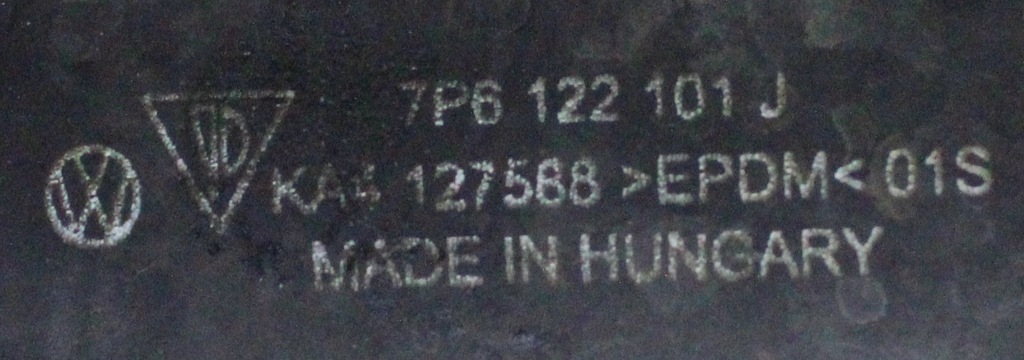 7P6 122 101 J
KA4 127588 >EPDM< 01S
MADE IN HUNGARY